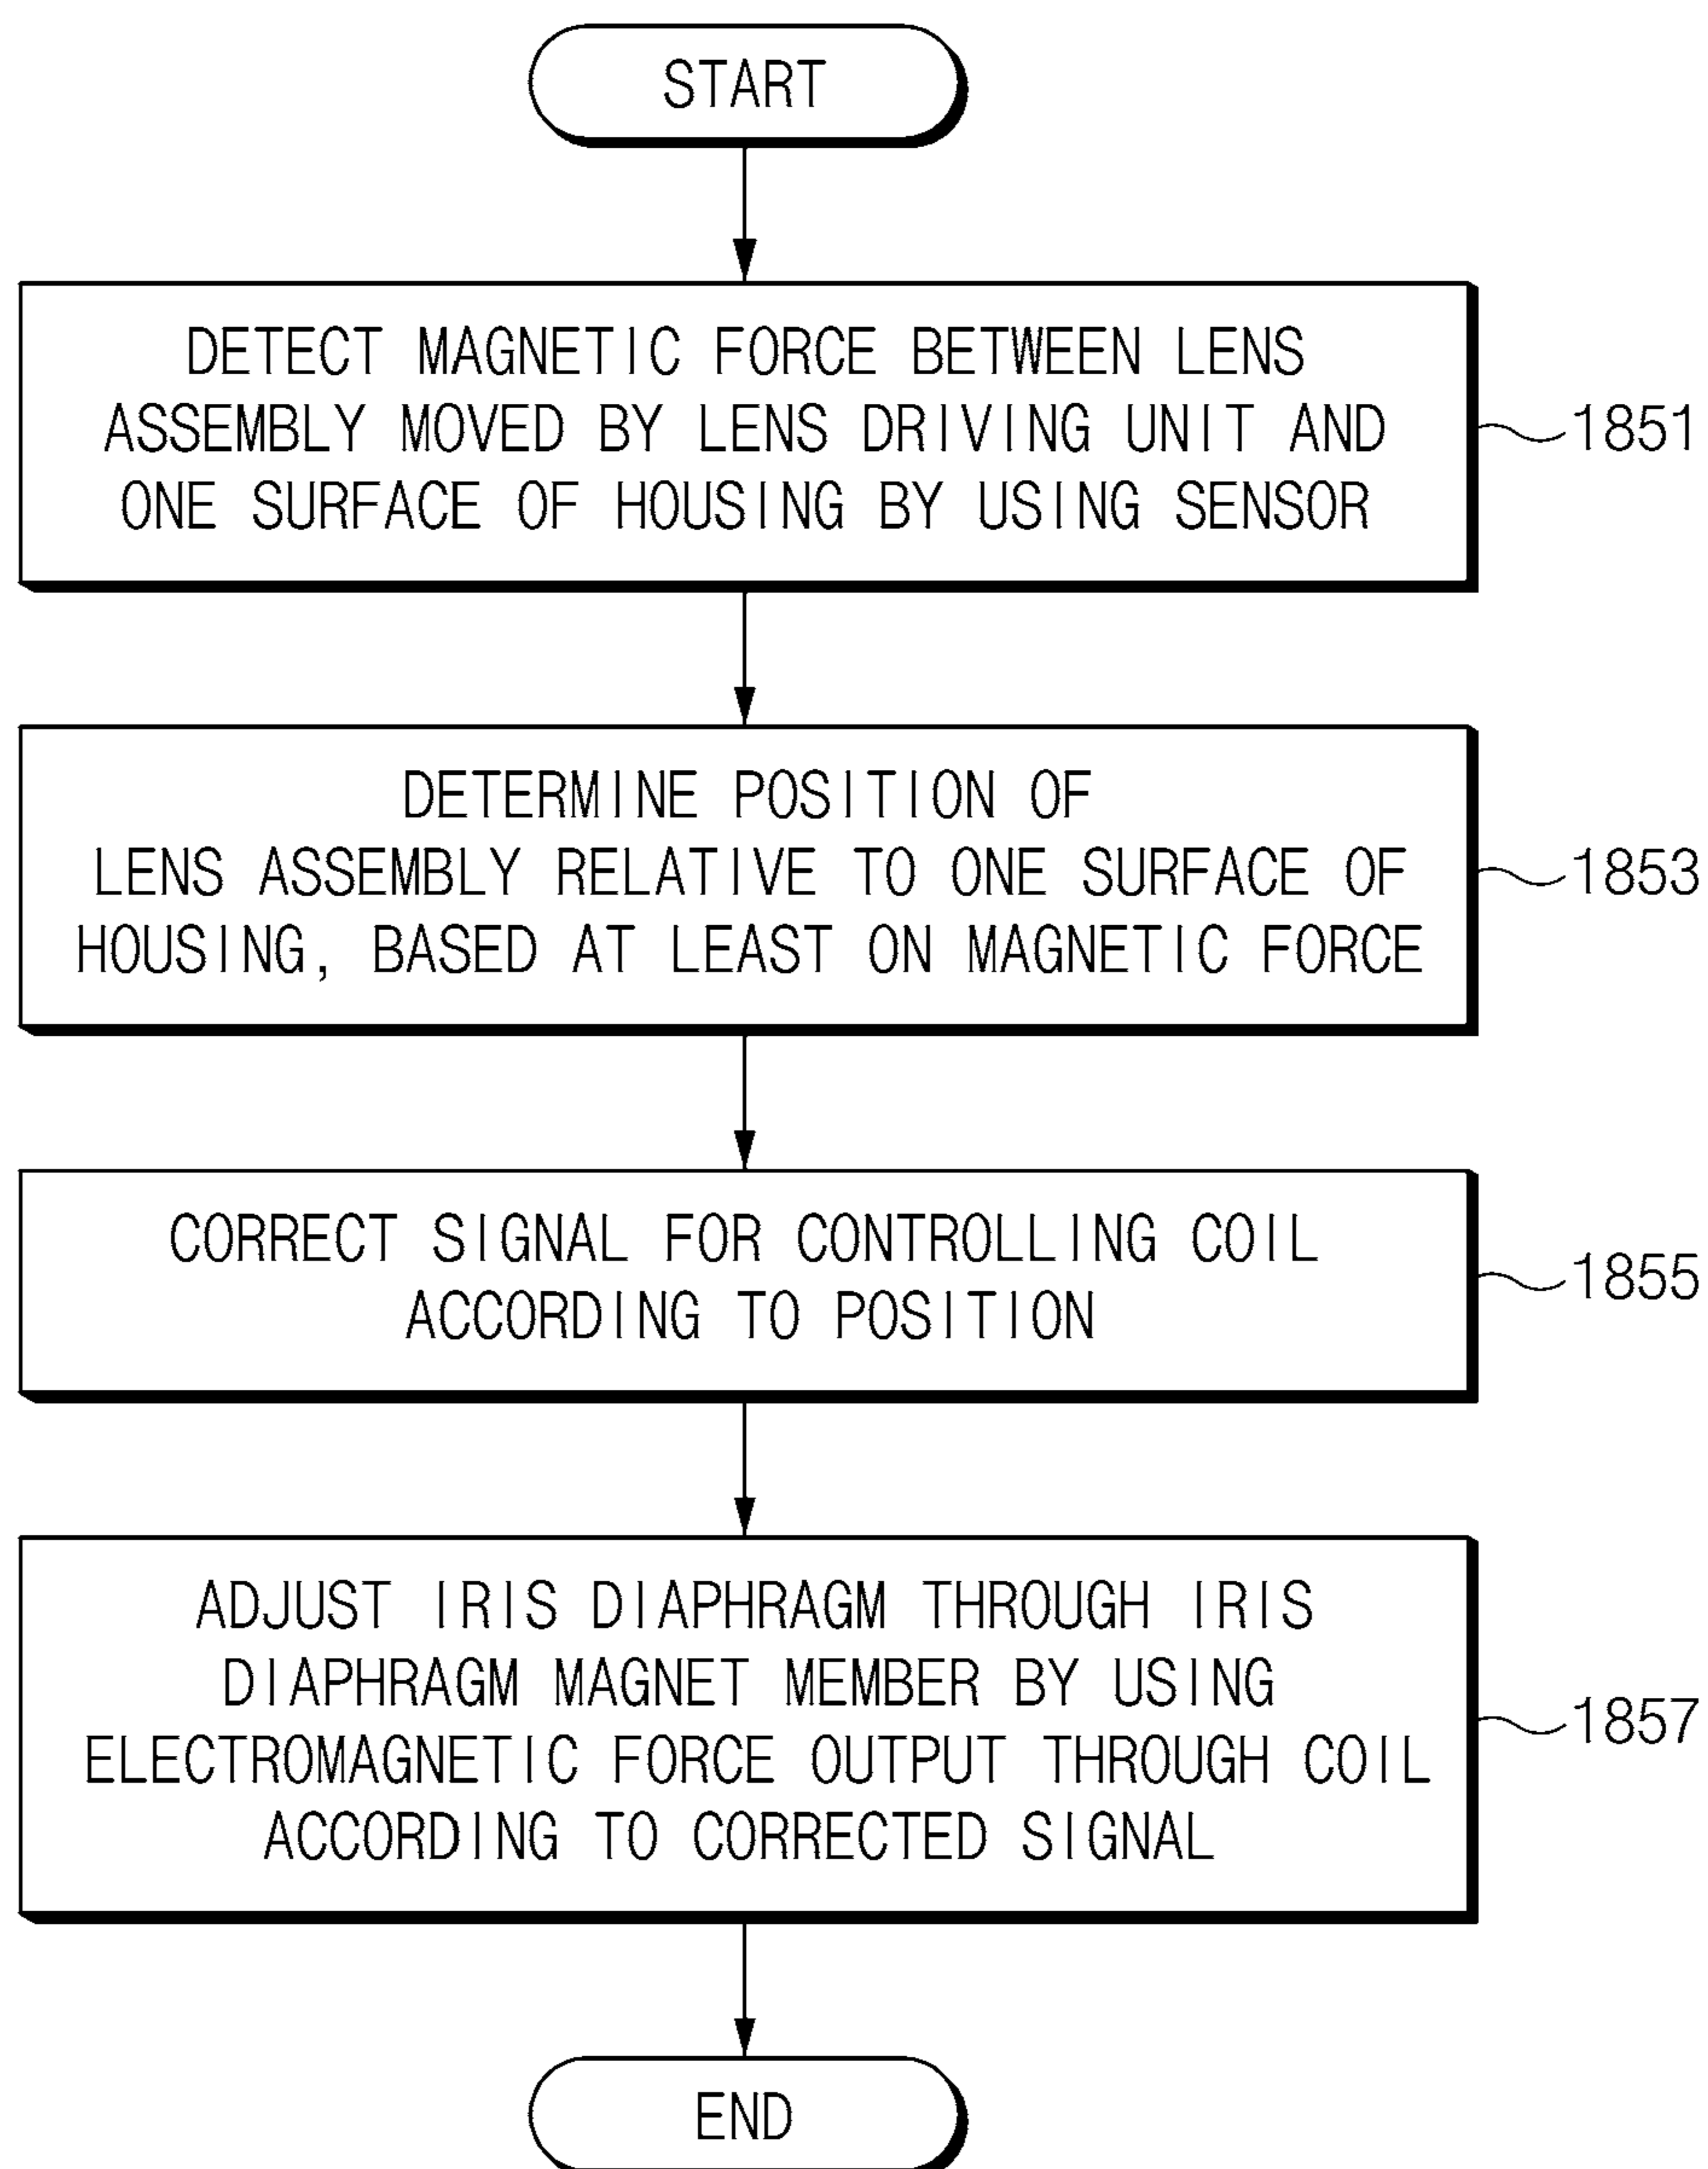 START
DETECT MAGNETIC FORCE BETWEEN LENS
ASSEMBLY MOVED BY LENS DRIVING UNIT AND
ONE SURFACE OF HOUSING BY USING SENSOR
1851
DETERMINE POSITION OF
LENS ASSEMBLY RELATIVE TO ONE SURFACE OF
HOUSING, BASED AT LEAST ON MAGNETIC FORCE
1853
CORRECT SIGNAL FOR CONTROLLING COIL
ACCORDING TO POSITION
1855
ADJUST IRIS DIAPHRAGM THROUGH IRIS
DIAPHRAGM MAGNET MEMBER BY USING
ELECTROMAGNETIC FORCE OUTPUT THROUGH COIL
ACCORDING TO CORRECTED SIGNAL
1857
END